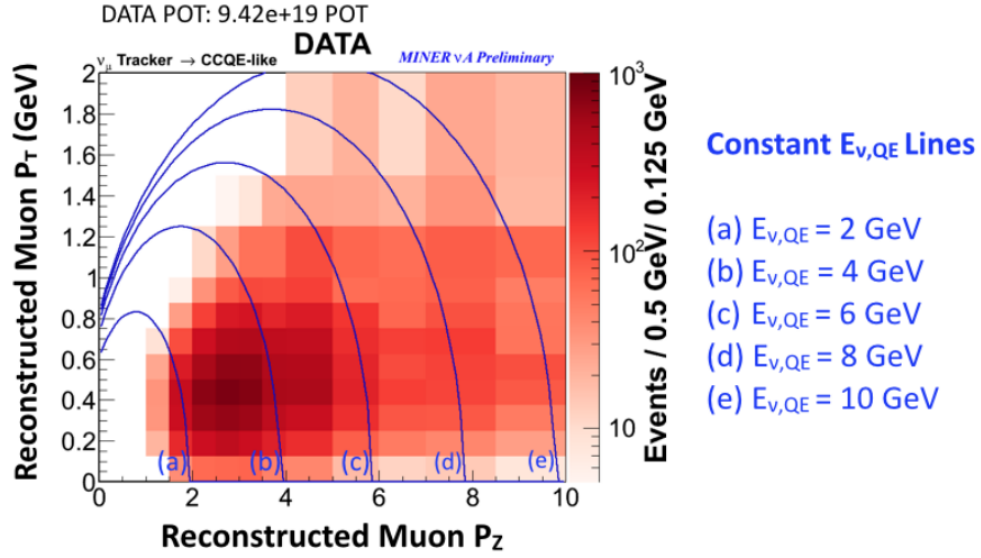 DATA POT: 9.42e+19 POT
DATA
νμ Tracker → CCQE-like
MINERνA Preliminary
Reconstructed Muon PT (GeV)
2
1.8
1.6
1.4
1.2
1
0.8
0.6
0.4
0.2
0
(a) (b) (c) (d) (e)
0 2 4 6 8 10
Reconstructed Muon PZ
10³
10²
10
Events / 0.5 GeV/ 0.125 GeV
Constant Eν,QE Lines
(a) Eν,QE = 2 GeV
(b) Eν,QE = 4 GeV
(c) Eν,QE = 6 GeV
(d) Eν,QE = 8 GeV
(e) Eν,QE = 10 GeV